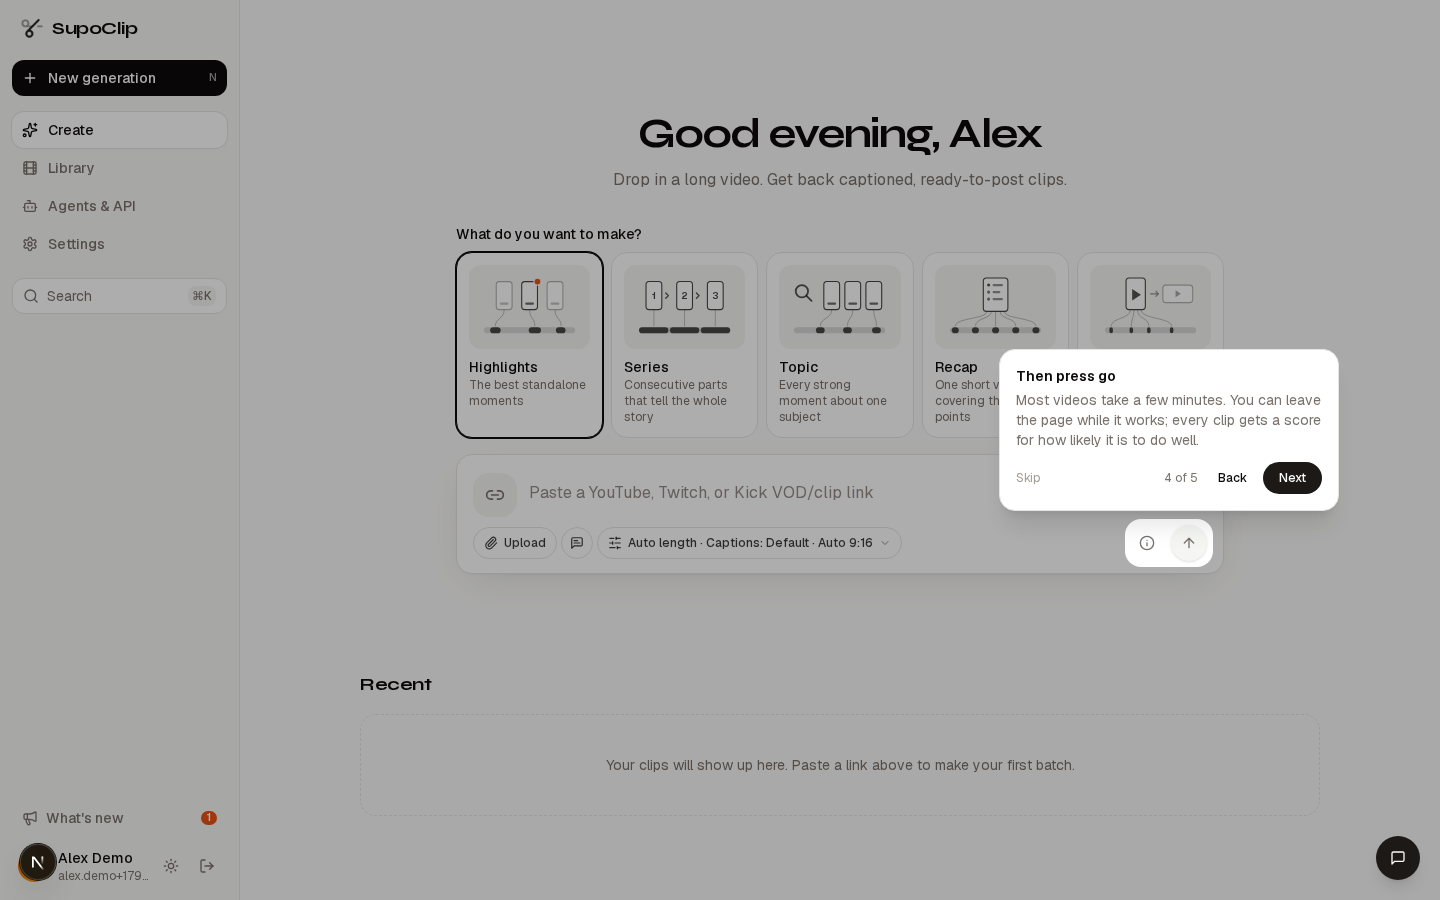 SupoClip
New generation N
Create
Library
Agents & API
Settings
Search ⌘K
Good evening, Alex
Drop in a long video. Get back captioned, ready-to-post clips.
What do you want to make?
1 2 3
Highlights
The best standalone
moments
Series
Consecutive parts
that tell the whole
story
Topic
Every strong
moment about one
subject
Recap
One short
covering
points
Then press go
Most videos take a few minutes. You can leave
the page while it works; every clip gets a score
for how likely it is to do well.
Skip 4 of 5 Back Next
Paste a YouTube, Twitch, or Kick VOD/clip link
Upload
Auto length · Captions: Default · Auto 9:16
Recent
Your clips will show up here. Paste a link above to make your first batch.
What's new 1
N
Alex Demo
alex.demo+179...